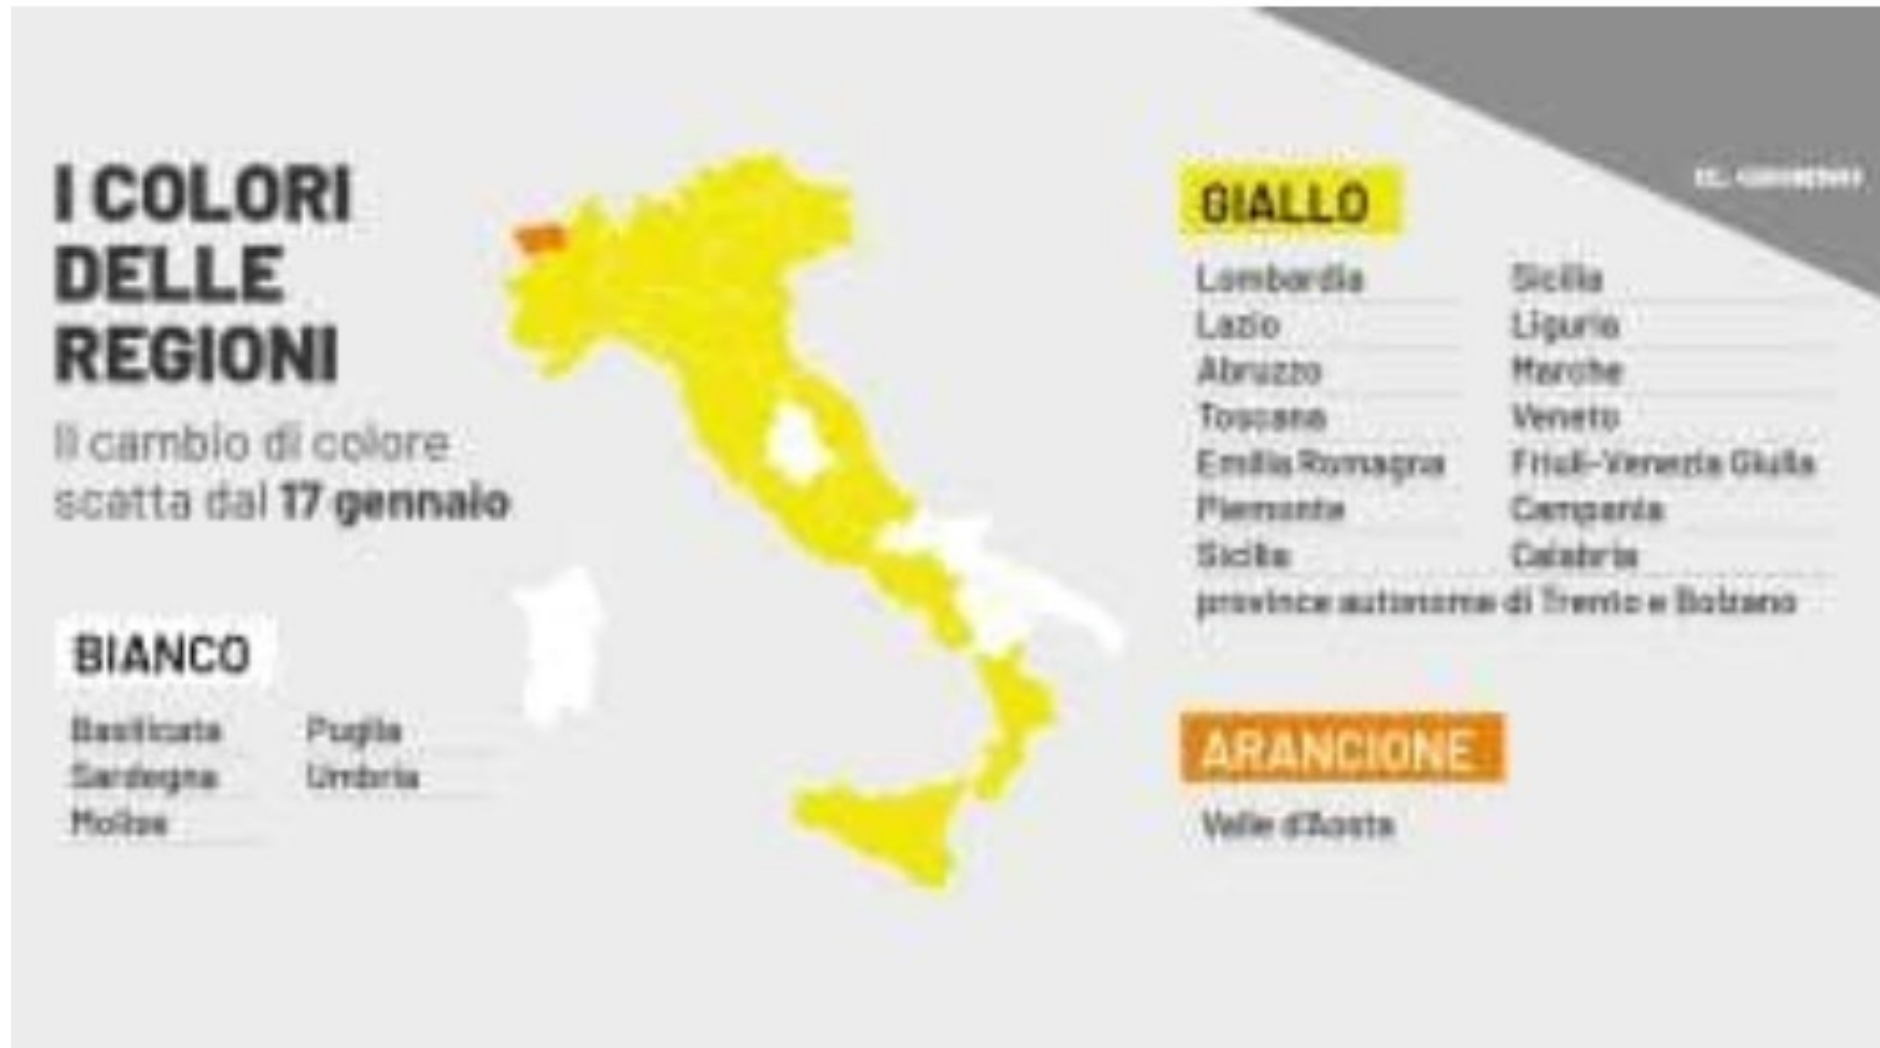 I COLORI
DELLE
REGIONI
Il cambio di colore
scatta dal 17 gennaio
BIANCO
Basilicata
Sardegna
Molise
Puglia
Umbria
GIALLO
Lombardia
Lazio
Abruzzo
Toscana
Emilia Romagna
Piemonte
Sicilia
Sicilia
Liguria
Marche
Veneto
Friuli-Venezia Giulia
Campania
Calabria
province autonome di Trento e Bolzano
ARANCIONE
Valle d'Aosta